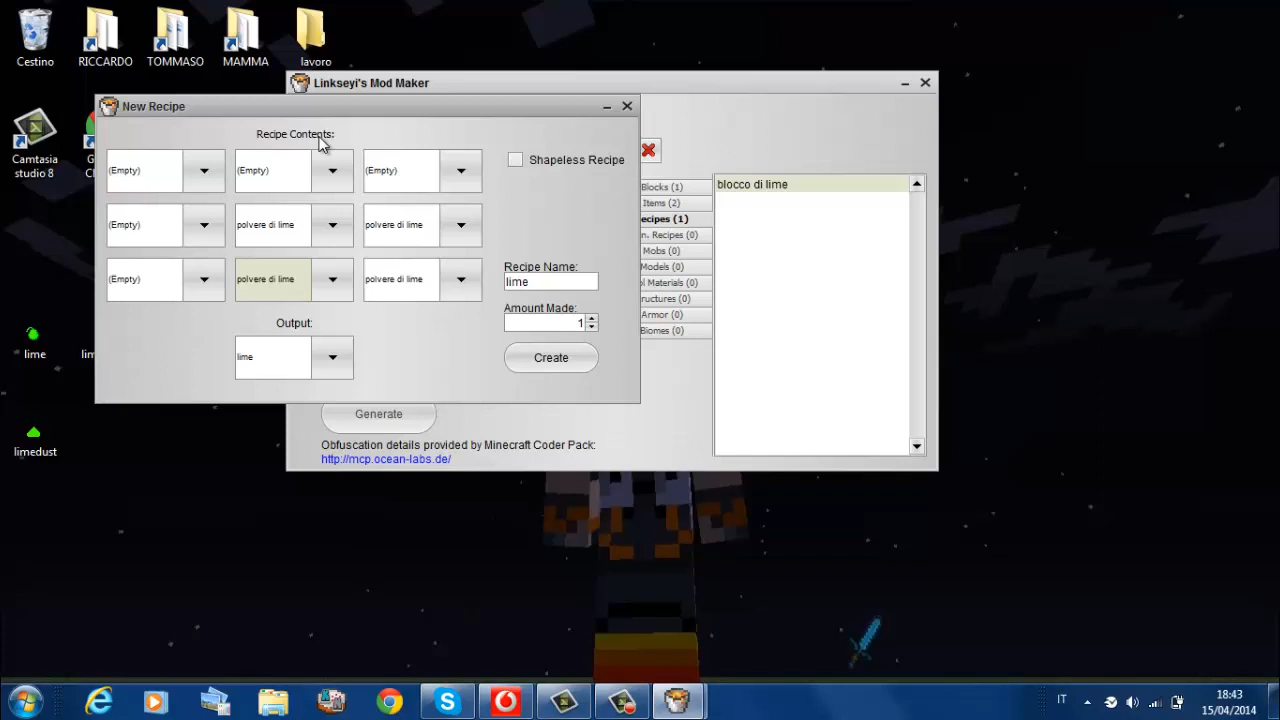 Cestino
RICCARDO
TOMMASO
MAMMA
lavoro
Camtasia
studio 8
G
C
lime
lim
limedust
Linkseyi's Mod Maker
New Recipe
Recipe Contents:
(Empty)
(Empty)
(Empty)
Shapeless Recipe
(Empty)
polvere di lime
polvere di lime
(Empty)
polvere di lime
polvere di lime
Recipe Name:
lime
Amount Made:
1
Output:
lime
Create
Blocks (1)
Items (2)
ecipes (1)
n. Recipes (0)
Mobs (0)
Models (0)
l Materials (0)
ructures (0)
Armor (0)
Biomes (0)
blocco di lime
Generate
Obfuscation details provided by Minecraft Coder Pack:
http://mcp.ocean-labs.de/
IT
18:43
15/04/2014